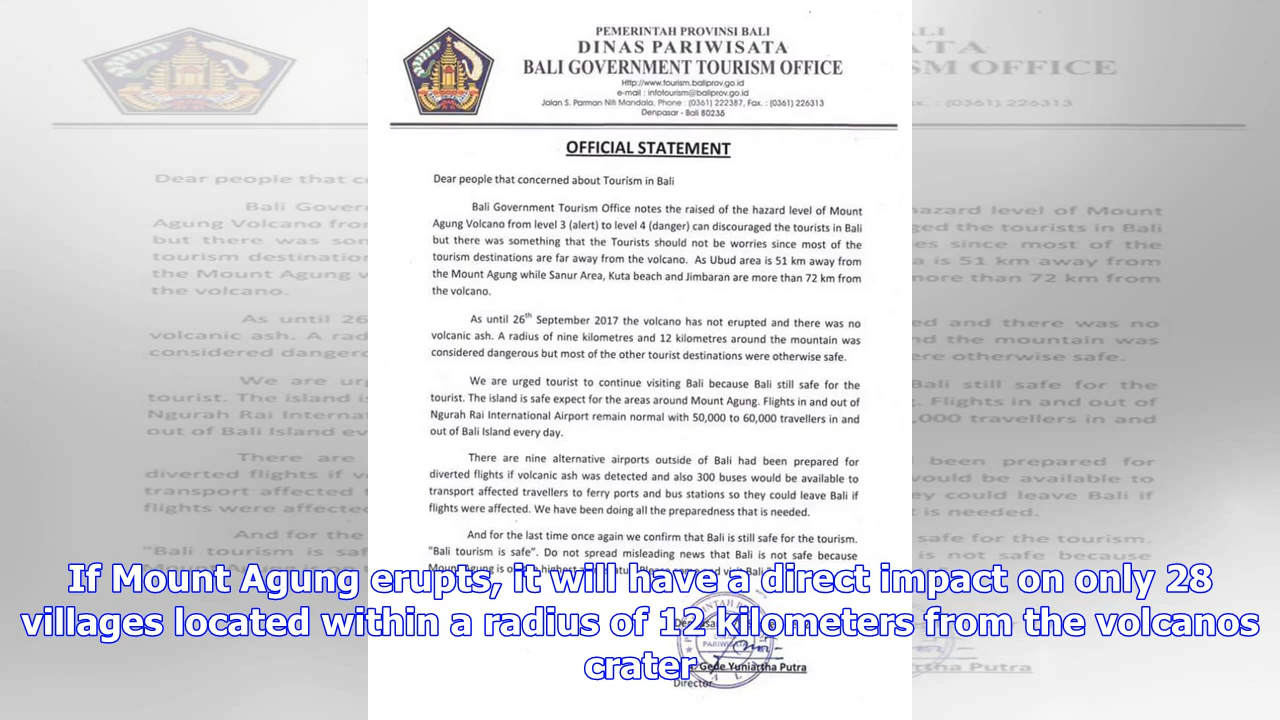 PEMERINTAH PROVINSI BALI
DINAS PARIWISATA
BALI GOVERNMENT TOURISM OFFICE
Http://www.tourism.baliprov.go.id
e-mail : infotourism@baliprov.go.id
Jalan S. Parman Niti Mandala, Phone : (0361) 222387, Fax. : (0361) 226313
Denpasar - Bali 80235
OFFICIAL STATEMENT
Dear people that concerned about Tourism in Bali
Bali Government Tourism Office notes the raised of the hazard level of Mount
Agung Volcano from level 3 (alert) to level 4 (danger) can discouraged the tourists in Bali
but there was something that the Tourists should not be worries since most of the
tourism destinations are far away from the volcano. As Ubud area is 51 km away from
the Mount Agung while Sanur Area, Kuta beach and Jimbaran are more than 72 km from
the volcano.
As until 26th September 2017 the volcano has not erupted and there was no
volcanic ash. A radius of nine kilometres and 12 kilometres around the mountain was
considered dangerous but most of the other tourist destinations were otherwise safe.
We are urged tourist to continue visiting Bali because Bali still safe for the
tourist. The island is safe expect for the areas around Mount Agung. Flights in and out of
Ngurah Rai International Airport remain normal with 50,000 to 60,000 travellers in and
out of Bali Island every day.
There are nine alternative airports outside of Bali had been prepared for
diverted flights if volcanic ash was detected and also 300 buses would be available to
transport affected travellers to ferry ports and bus stations so they could leave Bali if
flights were affected. We have been doing all the preparedness that is needed.
And for the last time once again we confirm that Bali is still safe for the tourism.
"Bali tourism is safe". Do not spread misleading news that Bali is not safe because
If Mount Agung erupts, it will have a direct impact on only 28
villages located within a radius of 12 kilometers from the volcanos
crater
PARIWISATA
Gede Yuniartha Putra
Director